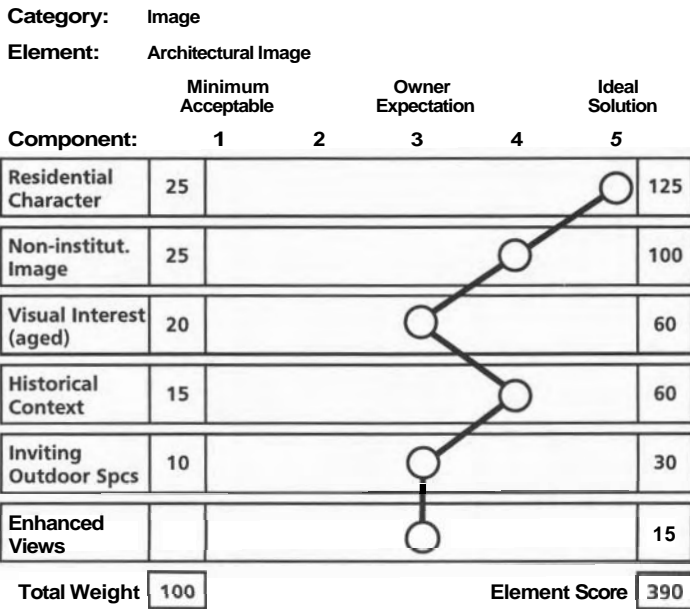 Category: Image
Element: Architectural Image
Minimum Acceptable Owner Expectation Ideal Solution
Component: 1 2 3 4 5
Residential Character 25 125
Non-institut. Image 25 100
Visual Interest (aged) 20 60
Historical Context 15 60
Inviting Outdoor Spcs 10 30
Enhanced Views 15
Total Weight 100 Element Score 390